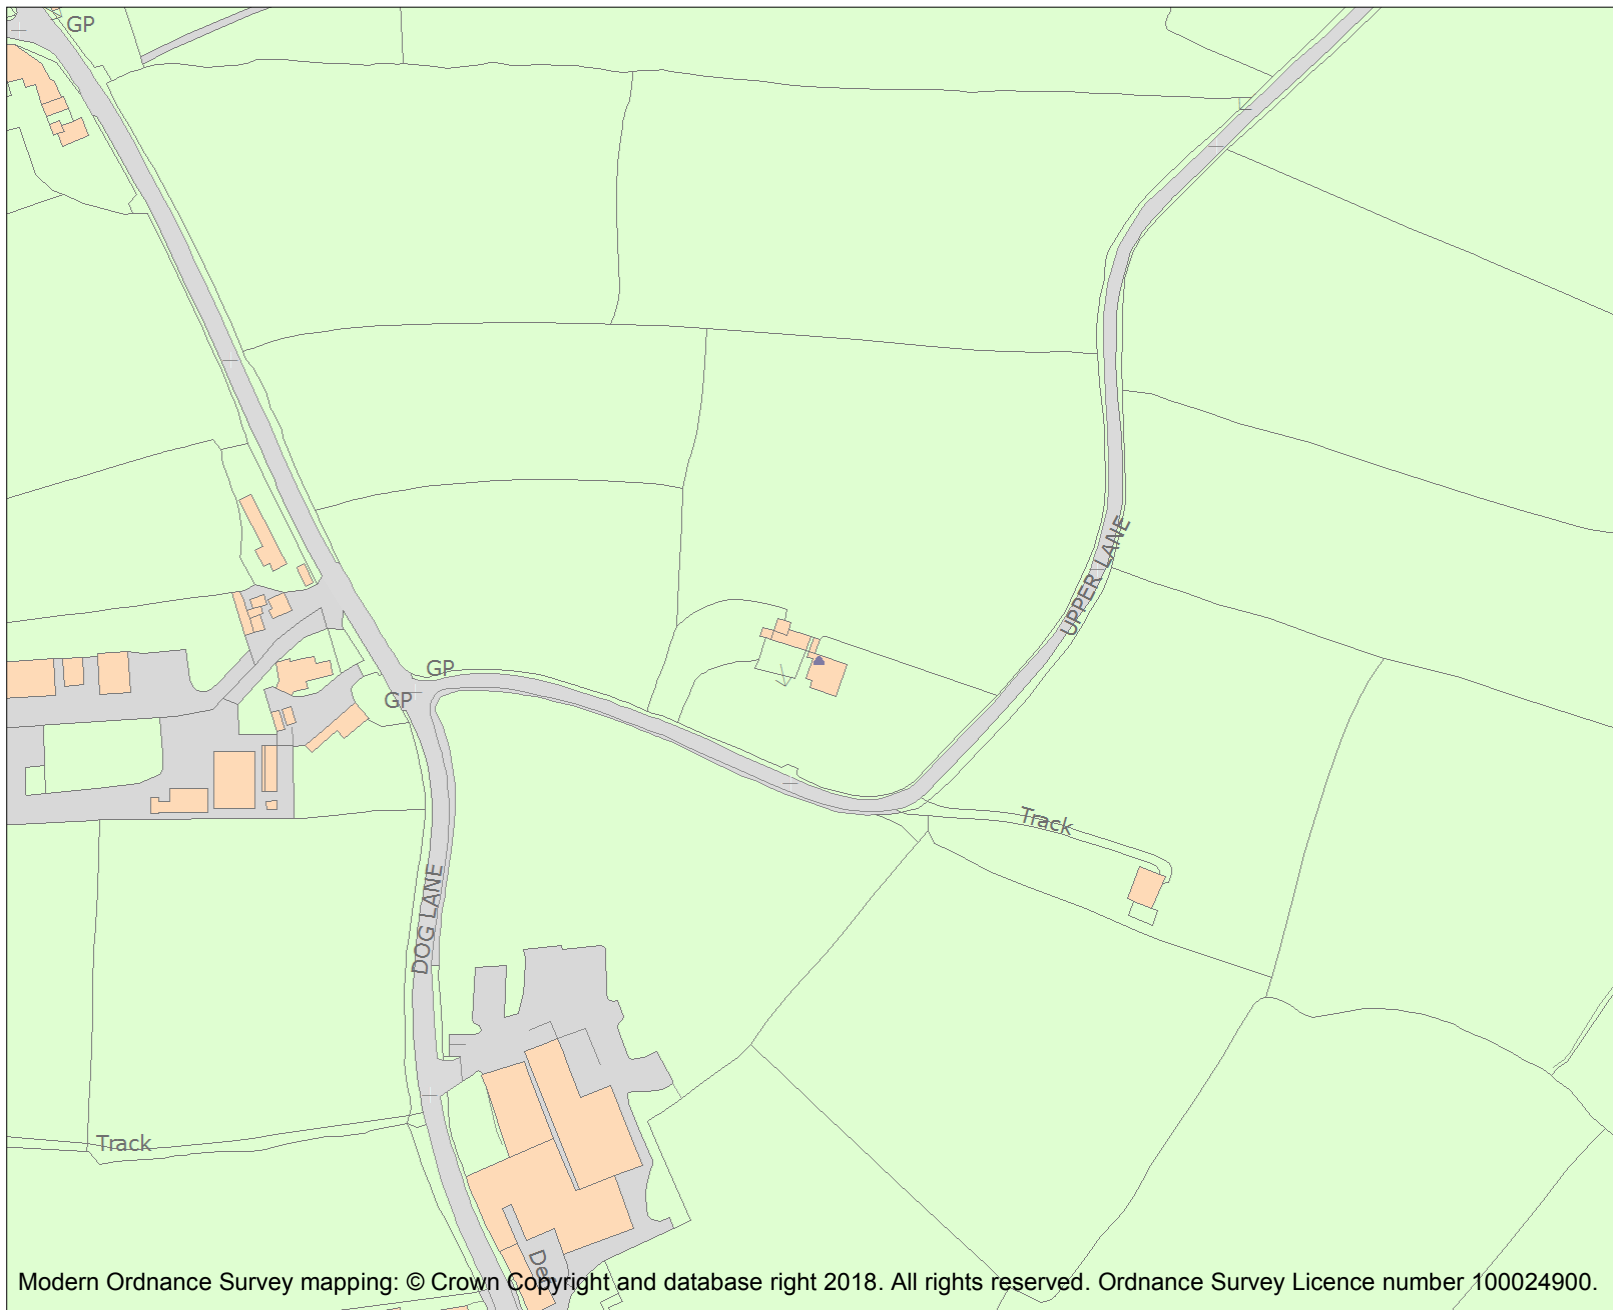 GP
UPPER LANE
GP
GP
Track
DOG LANE
Track
Modern Ordnance Survey mapping: © Crown Copyright and database right 2018. All rights reserved. Ordnance Survey Licence number 100024900.